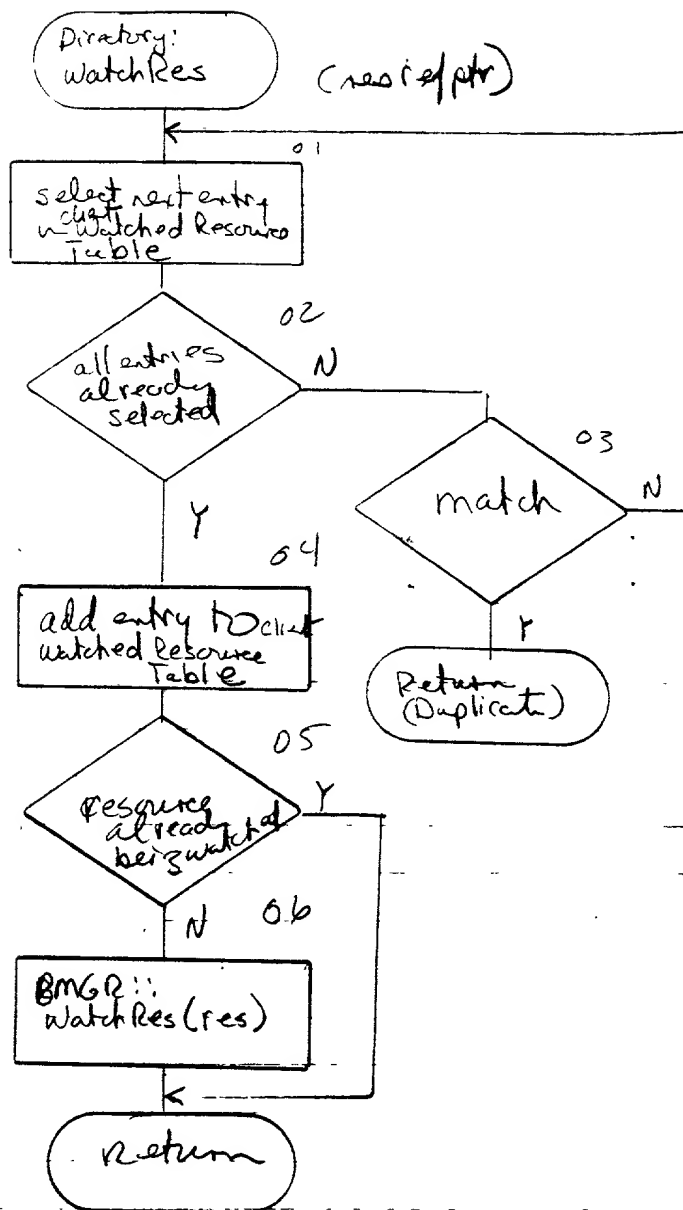 Directory:
WatchRes
(res ref ptr)
01
select next entry
client
in Watched Resource
Table
02
all entries
already
selected
N
03
match
N
Y
Y
04
add entry to client
Watched Resource
Table
Return
(Duplicate)
05
resource
already
being watched
Y
N
06
BMGR::
WatchRes(res)
Return